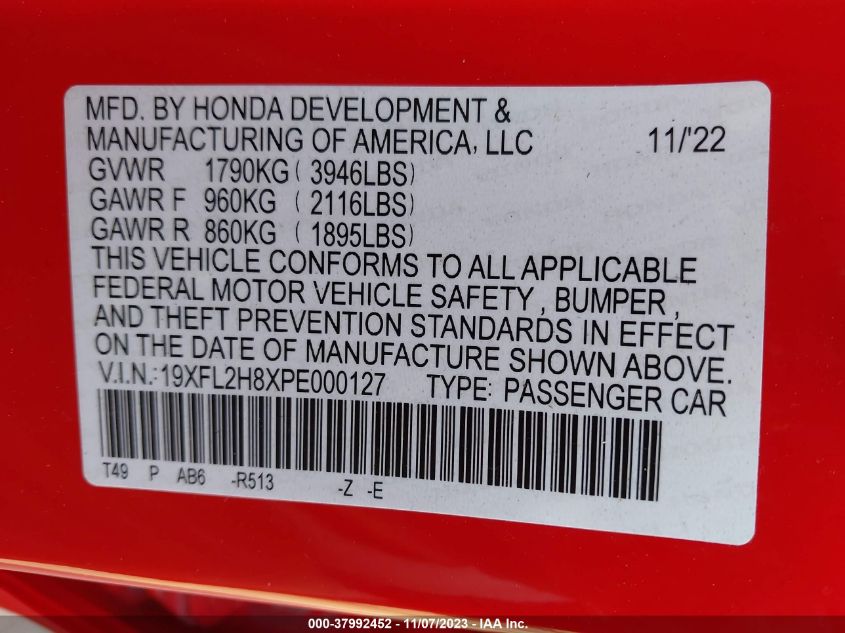 MFD. BY HONDA DEVELOPMENT &
MANUFACTURING OF AMERICA, LLC 11/'22
GVWR 1790KG ( 3946LBS)
GAWR F 960KG ( 2116LBS)
GAWR R 860KG ( 1895LBS)
THIS VEHICLE CONFORMS TO ALL APPLICABLE
FEDERAL MOTOR VEHICLE SAFETY , BUMPER ,
AND THEFT PREVENTION STANDARDS IN EFFECT
ON THE DATE OF MANUFACTURE SHOWN ABOVE.
V.I.N.:19XFL2H8XPE000127 TYPE: PASSENGER CAR
T49 P AB6 -R513 -Z -E
000-37992452 - 11/07/2023 - IAA Inc.